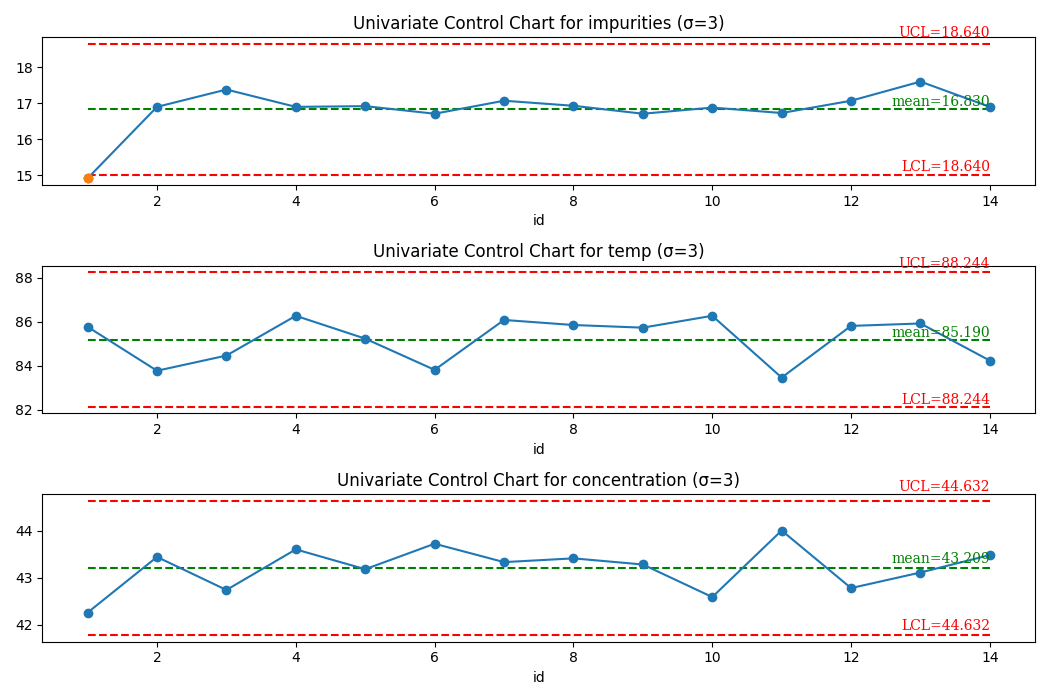 Univariate Control Chart for impurities (σ=3)
UCL=18.640
18
17
mean=16.830
16
LCL=18.640
15
2 4 6 8 10 12 14
id
Univariate Control Chart for temp (σ=3)
UCL=88.244
88
86
mean=85.190
84
LCL=88.244
82
2 4 6 8 10 12 14
id
Univariate Control Chart for concentration (σ=3)
UCL=44.632
44
mean=43.209
43
42
LCL=44.632
2 4 6 8 10 12 14
id